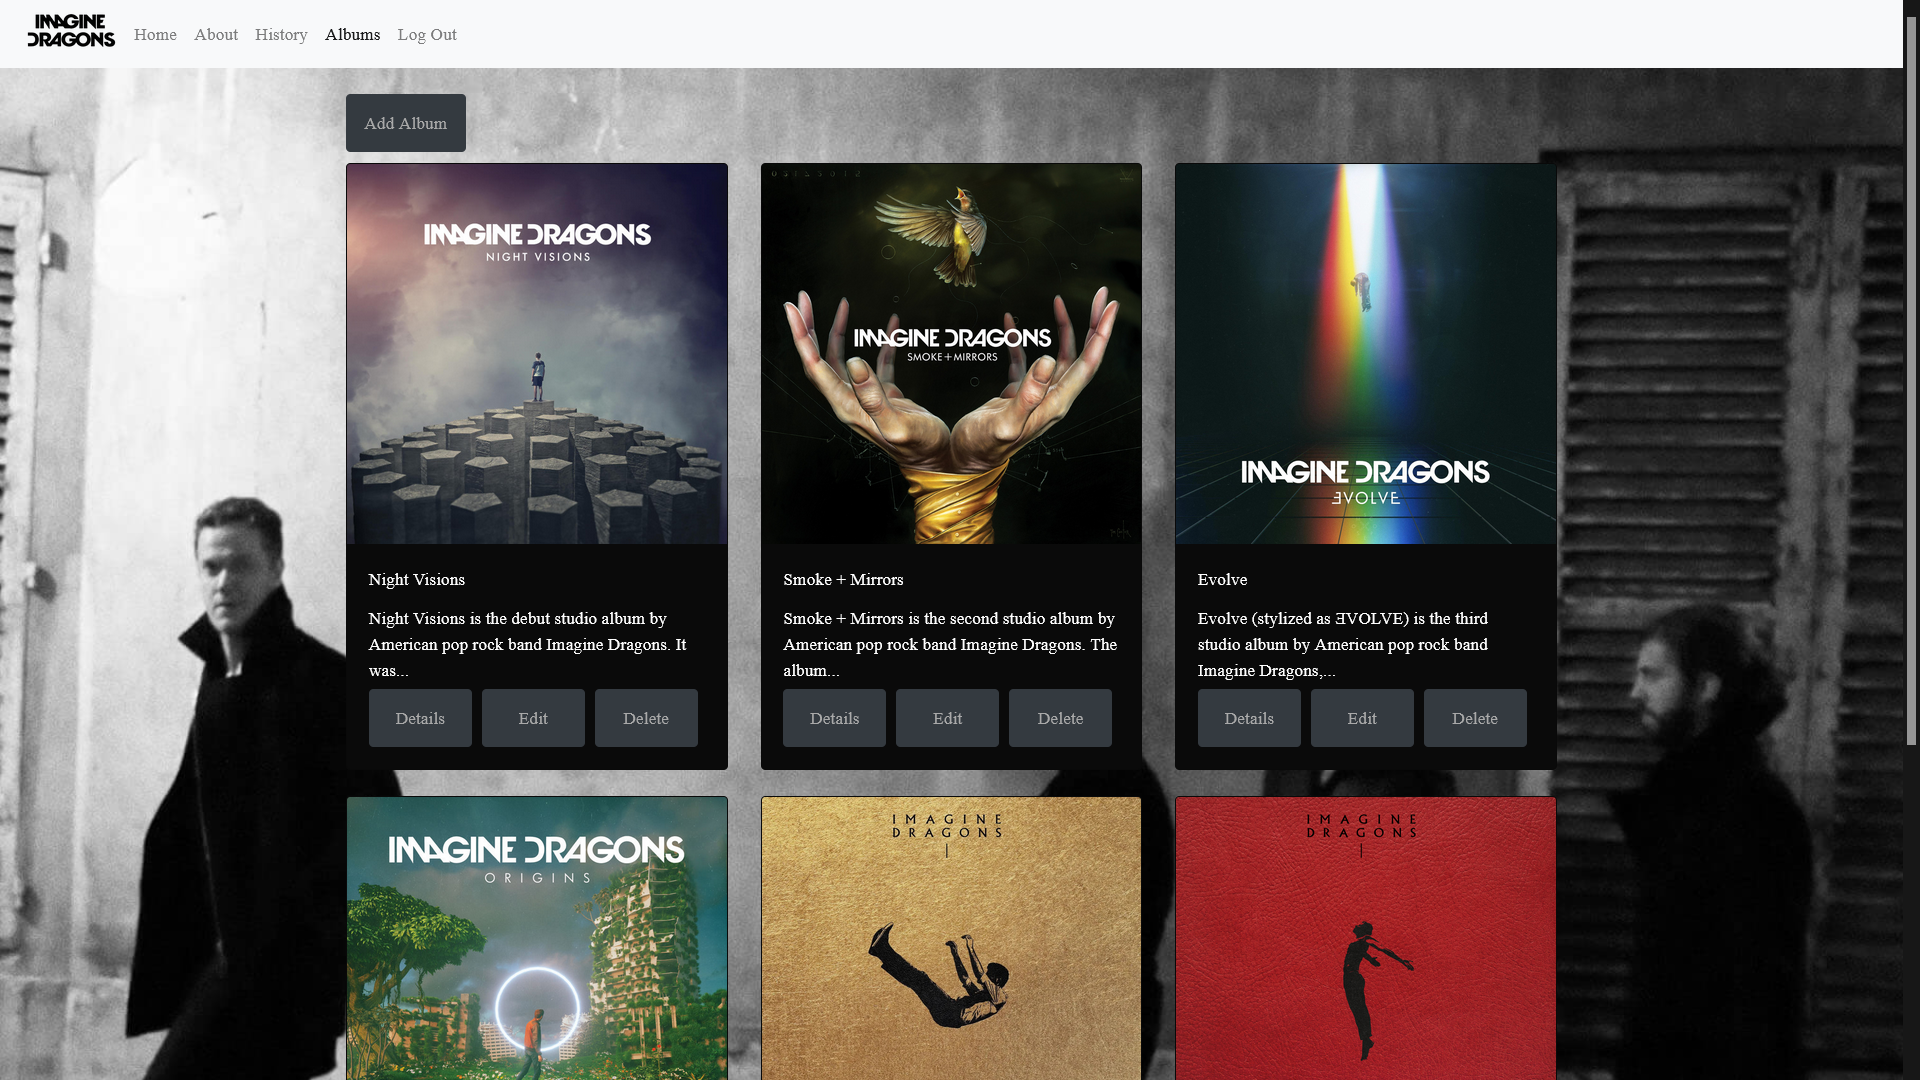 IMAGINE
DRAGONS
Home About History Albums Log Out
Add Album
IMAGINE DRAGONS
NIGHT VISIONS
Night Visions
Night Visions is the debut studio album by
American pop rock band Imagine Dragons. It
was...
Details Edit Delete
IMAGINE DRAGONS
SMOKE+MIRRORS
Smoke + Mirrors
Smoke + Mirrors is the second studio album by
American pop rock band Imagine Dragons. The
album...
Details Edit Delete
IMAGINE DRAGONS
ƎVOLVE
Evolve
Evolve (stylized as ƎVOLVE) is the third
studio album by American pop rock band
Imagine Dragons,...
Details Edit Delete
IMAGINE DRAGONS
ORIGINS
IMAGINE
DRAGONS
IMAGINE
DRAGONS